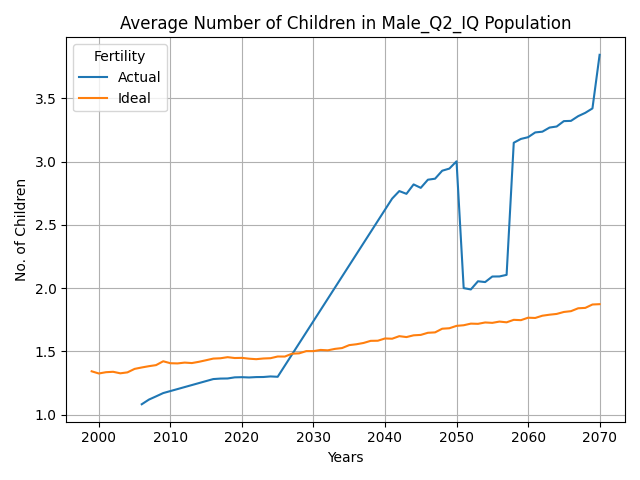 Average Number of Children in Male_Q2_IQ Population
Fertility
Actual
Ideal
No. of Children
3.5
3.0
2.5
2.0
1.5
1.0
2000 2010 2020 2030 2040 2050 2060 2070
Years